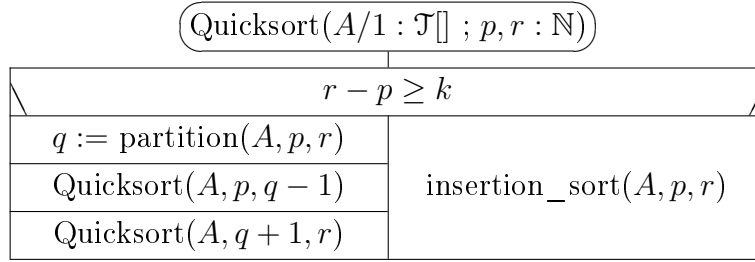 Quicksort(A/1 : 𝒯[] ; p, r : ℕ)
r − p ≥ k
q := partition(A, p, r)
Quicksort(A, p, q − 1)
insertion_sort(A, p, r)
Quicksort(A, q + 1, r)